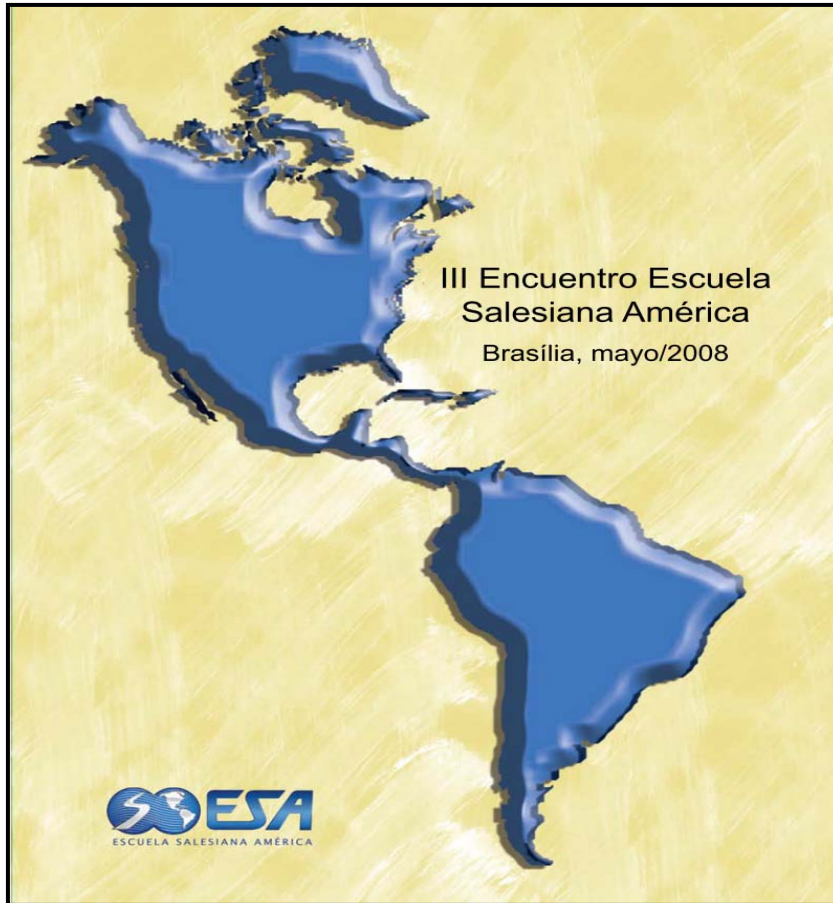 III Encuentro Escuela
Salesiana América
Brasília, mayo/2008
ESA
ESCUELA SALESIANA AMÉRICA